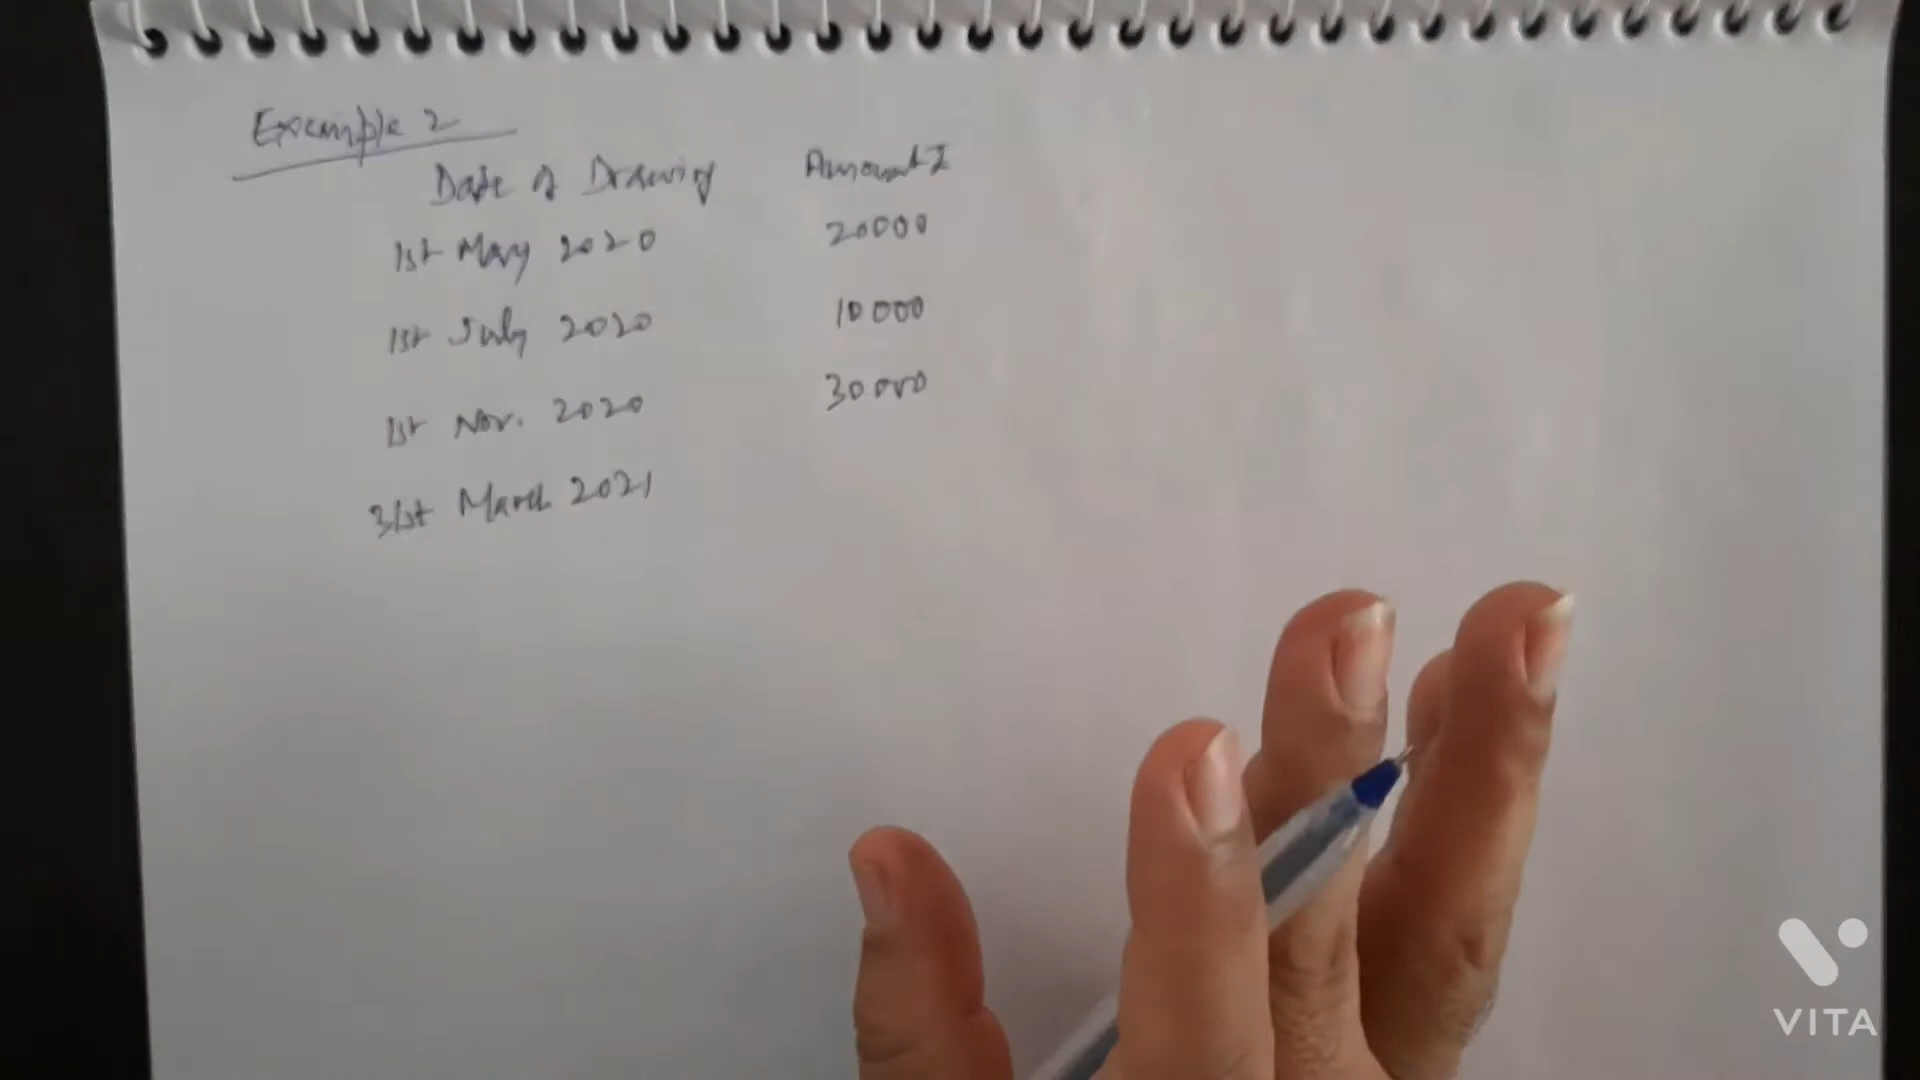 Example 2
Date of Drawing Amount ₹
1st May 2020 20000
1st July 2020 10000
1st Nov. 2020 30000
31st March 2021
VITA